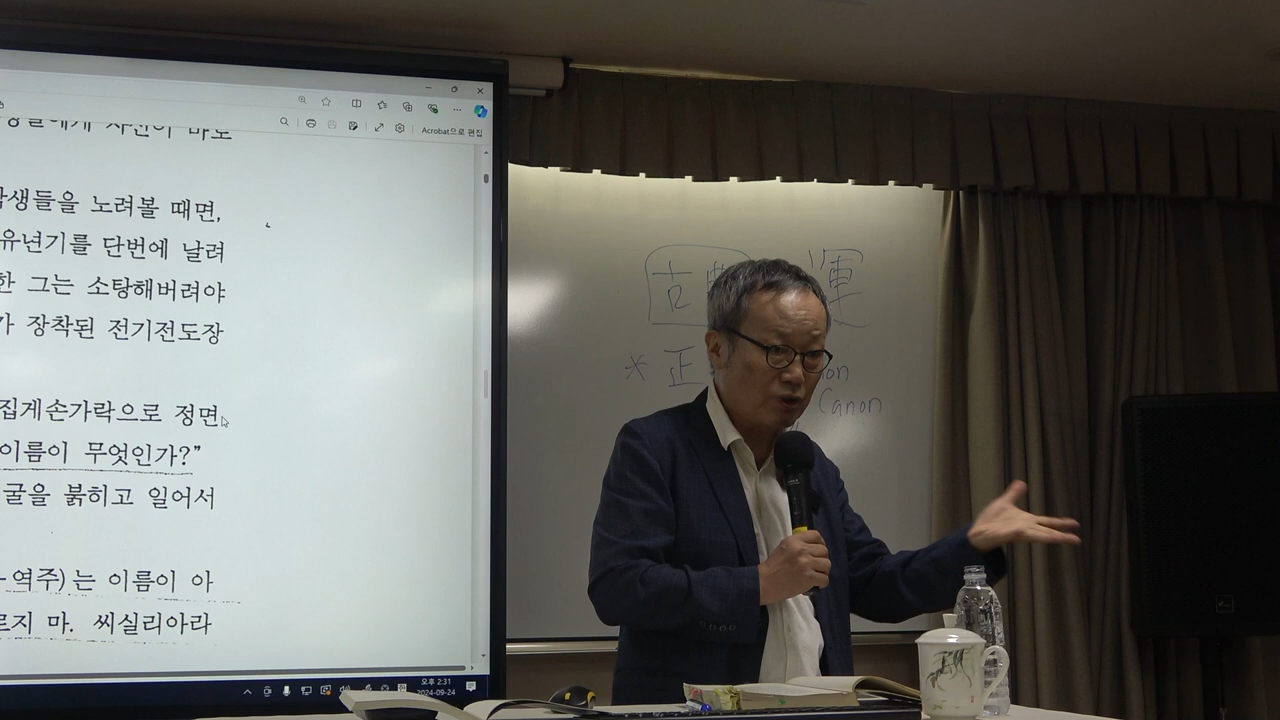 Acrobat으로 편집
생들을 노려볼 때면,
유년기를 단번에 날려
한 그는 소탕해버려야
가 장착된 전기전도장
집게손가락으로 정면
이름이 무엇인가?”
굴을 붉히고 일어서
역주)는 이름이 아
르지 마. 씨실리아라
오후 2:31
2024-09-24
古 運
* 正 on
Canon